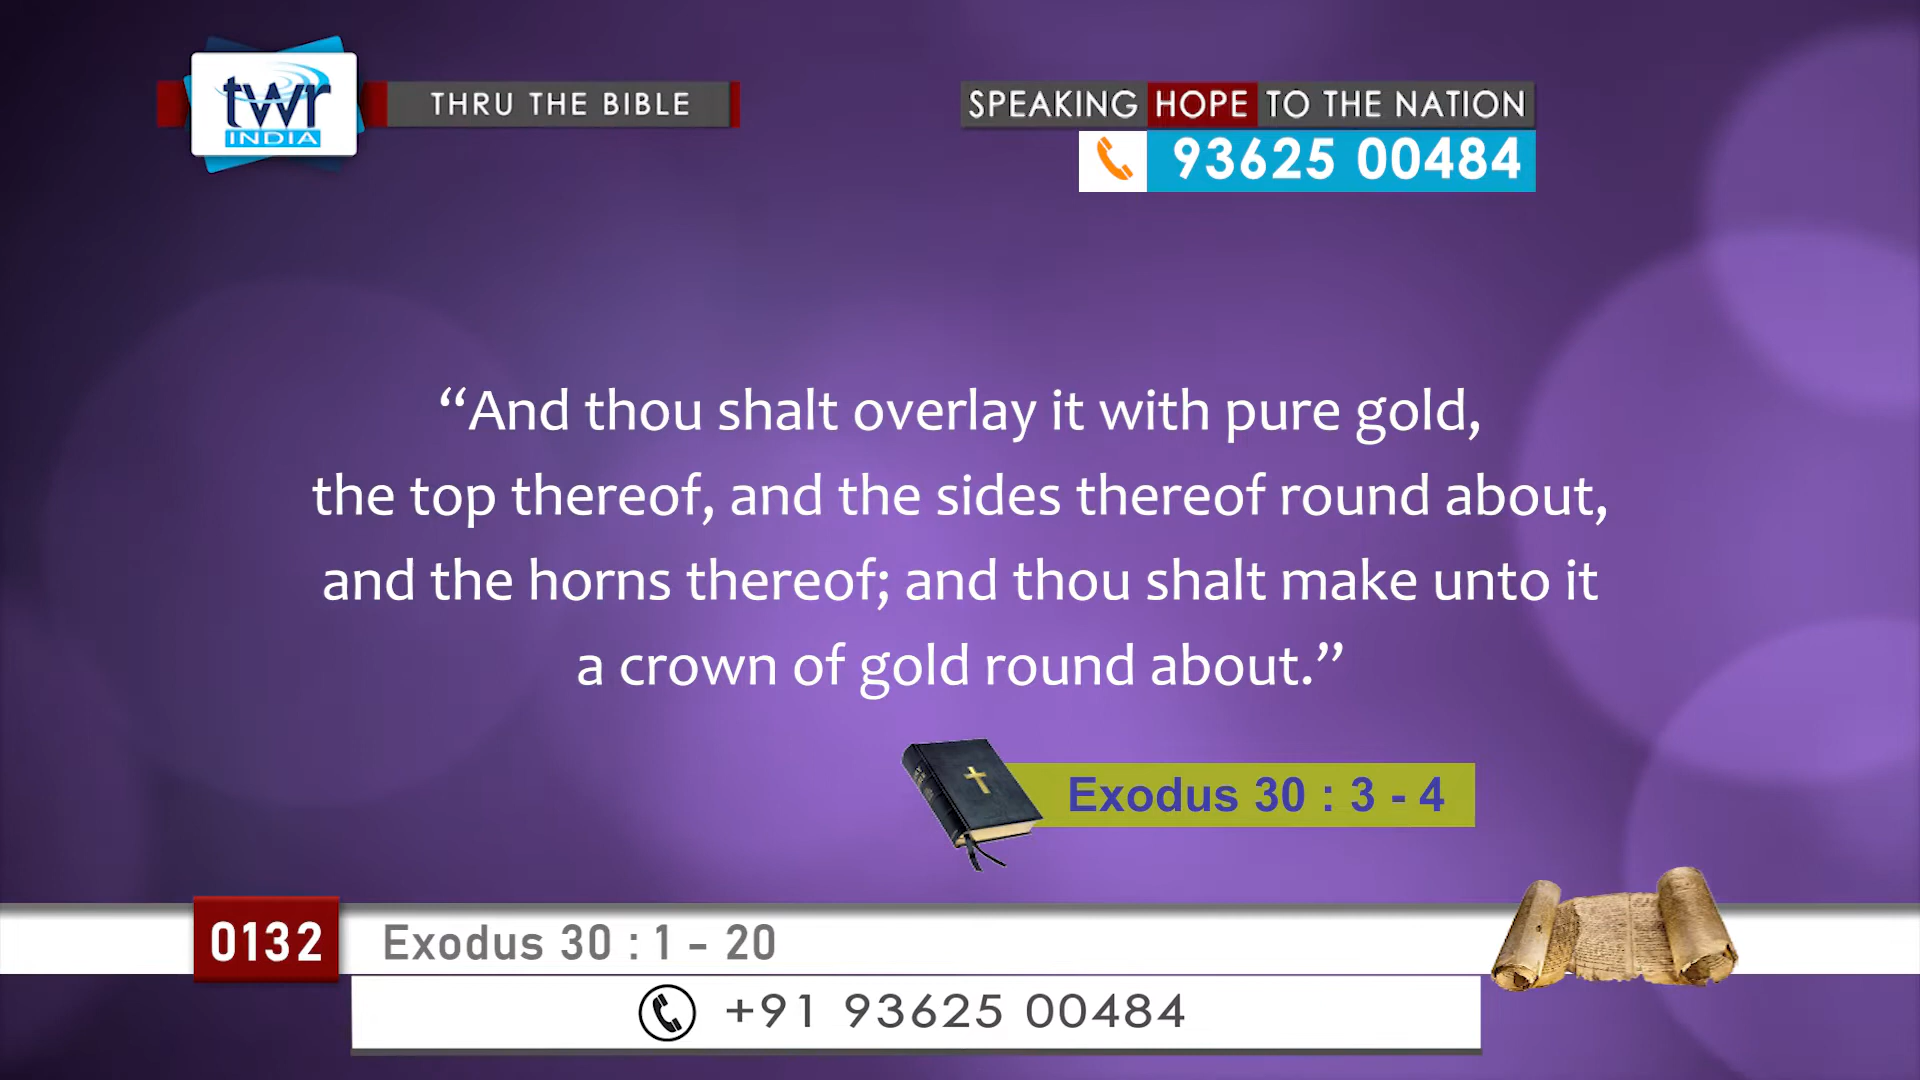 twr
INDIA
THRU THE BIBLE
SPEAKING HOPE TO THE NATION
93625 00484
“And thou shalt overlay it with pure gold,
the top thereof, and the sides thereof round about,
and the horns thereof; and thou shalt make unto it
a crown of gold round about.”
Exodus 30 : 3 - 4
0132
Exodus 30 : 1 - 20
+91 93625 00484